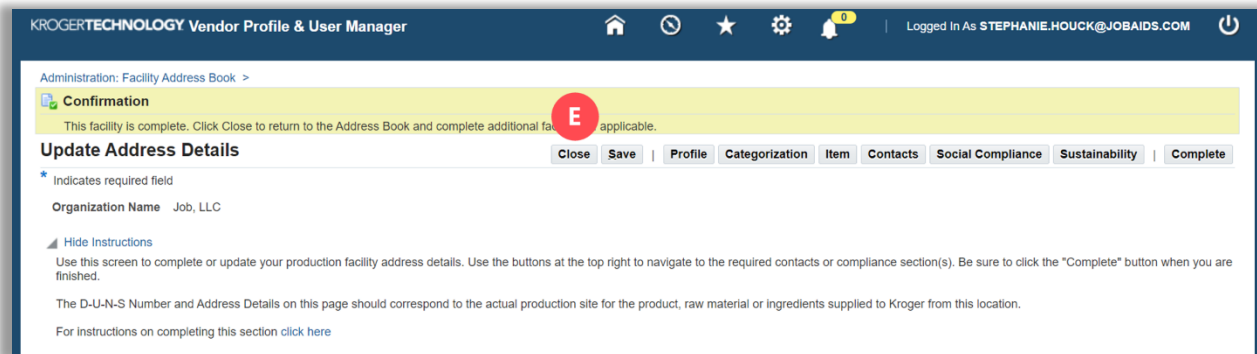 KROGERTECHNOLOGY Vendor Profile & User Manager
0
Logged In As STEPHANIE.HOUCK@JOBAIDS.COM
Administration: Facility Address Book >
Confirmation
E
This facility is complete. Click Close to return to the Address Book and complete additional applicable.
Update Address Details
Close Save | Profile Categorization Item Contacts Social Compliance Sustainability | Complete
* Indicates required field
Organization Name Job, LLC
Hide Instructions
Use this screen to complete or update your production facility address details. Use the buttons at the top right to navigate to the required contacts or compliance section(s). Be sure to click the "Complete" button when you are
finished.
The D-U-N-S Number and Address Details on this page should correspond to the actual production site for the product, raw material or ingredients supplied to Kroger from this location.
For instructions on completing this section click here